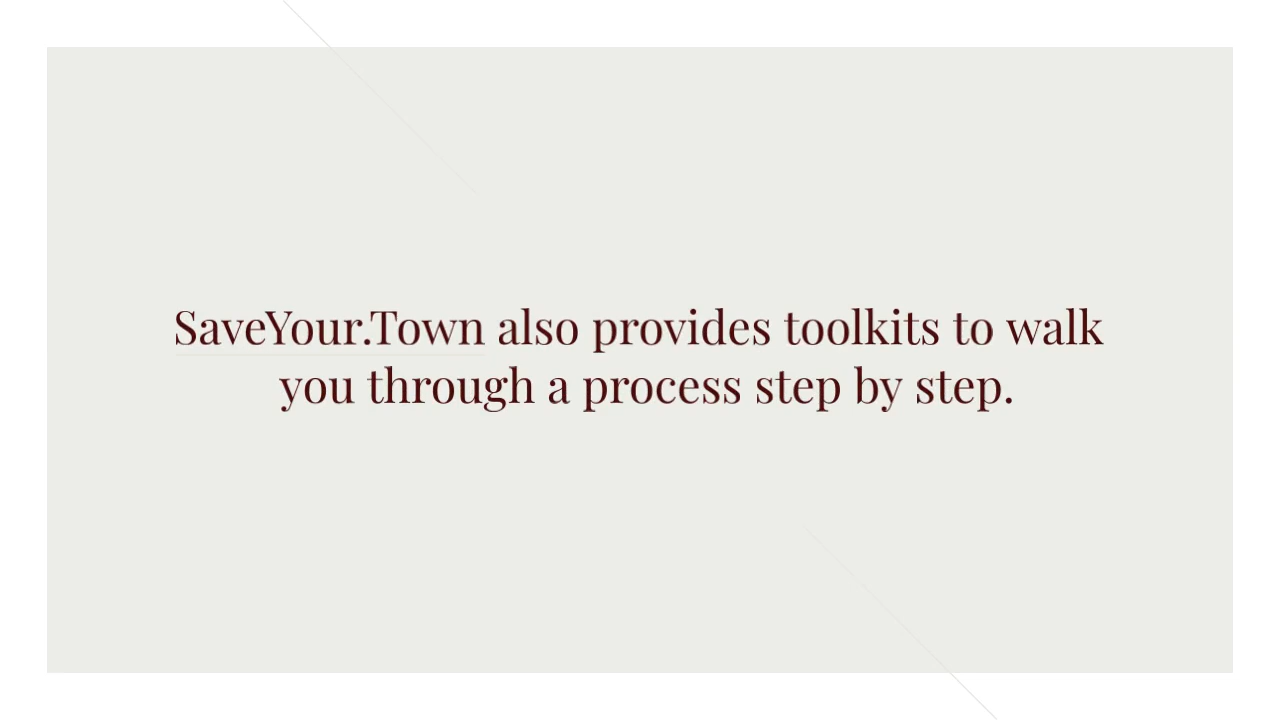 SaveYour.Town also provides toolkits to walk
you through a process step by step.